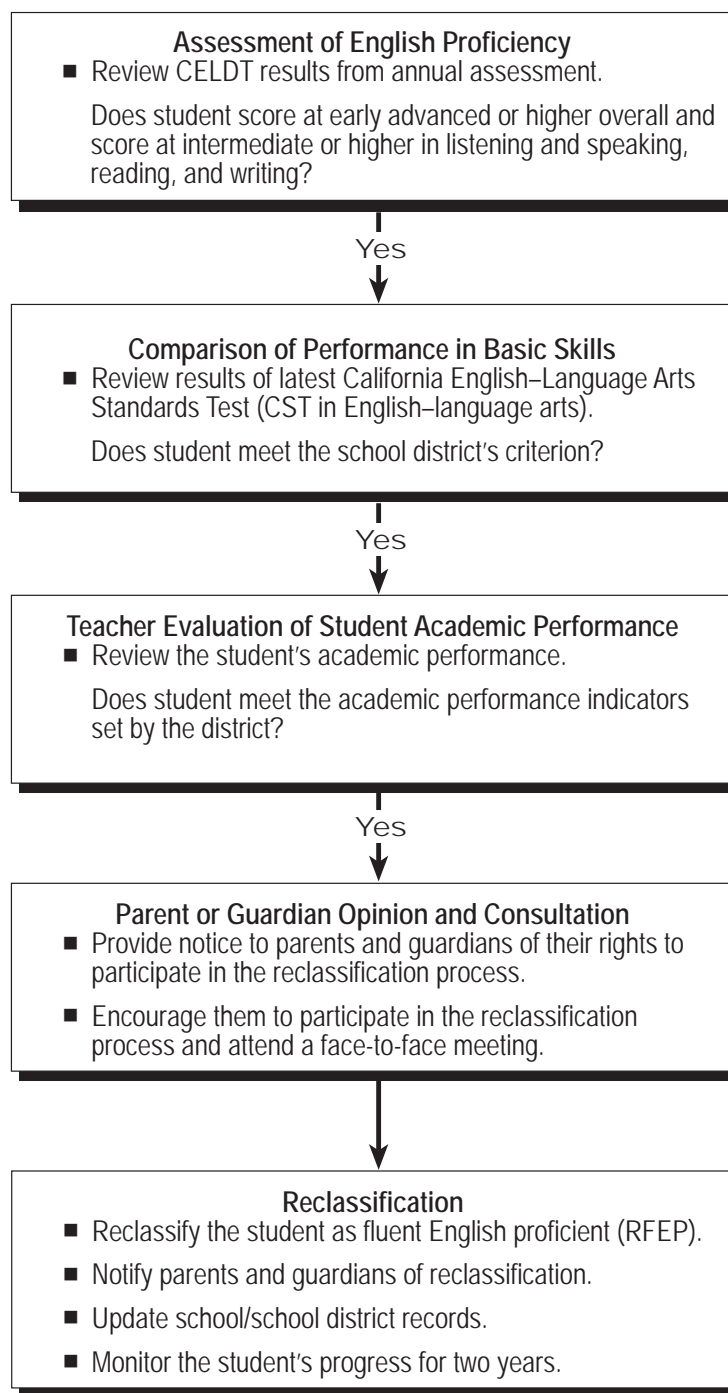 Assessment of English Proficiency
■ Review CELDT results from annual assessment.
Does student score at early advanced or higher overall and
score at intermediate or higher in listening and speaking,
reading, and writing?
Yes
Comparison of Performance in Basic Skills
■ Review results of latest California English–Language Arts
Standards Test (CST in English–language arts).
Does student meet the school district's criterion?
Yes
Teacher Evaluation of Student Academic Performance
■ Review the student's academic performance.
Does student meet the academic performance indicators
set by the district?
Yes
Parent or Guardian Opinion and Consultation
■ Provide notice to parents and guardians of their rights to
participate in the reclassification process.
■ Encourage them to participate in the reclassification
process and attend a face-to-face meeting.
Reclassification
■ Reclassify the student as fluent English proficient (RFEP).
■ Notify parents and guardians of reclassification.
■ Update school/school district records.
■ Monitor the student's progress for two years.